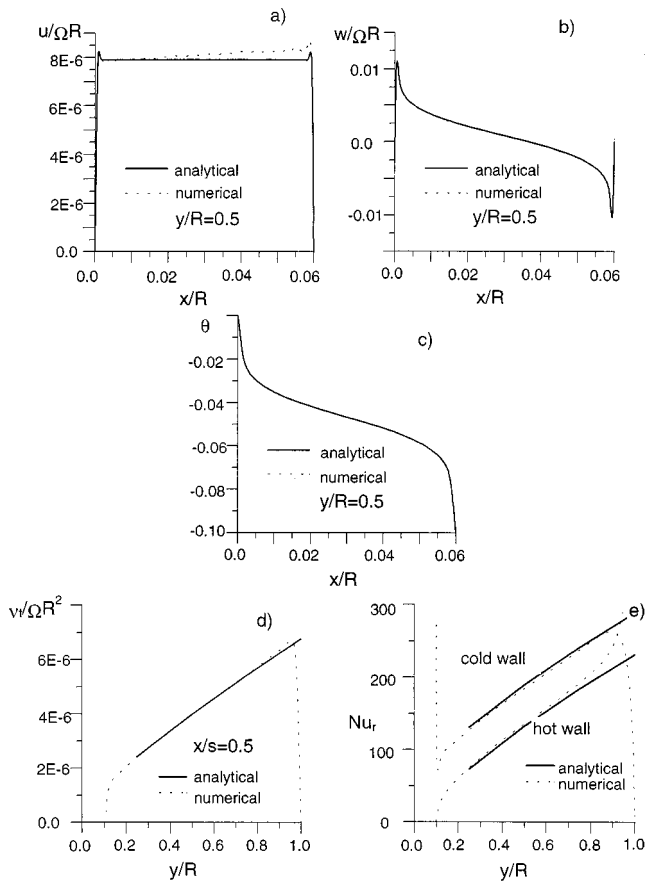 a)
u/ΩR
8E-6
6E-6
4E-6
2E-6
0.0
analytical
numerical
y/R=0.5
0.0 0.02 0.04 0.06
x/R
b)
w/ΩR
0.01
0.0
-0.01
analytical
numerical
y/R=0.5
0.0 0.02 0.04 0.06
x/R
c)
θ
-0.02
-0.04
-0.06
-0.08
-0.10
analytical
numerical
y/R=0.5
0.0 0.02 0.04 0.06
x/R
d)
νt/ΩR²
6E-6
4E-6
2E-6
0.0
x/s=0.5
analytical
numerical
0.0 0.2 0.4 0.6 0.8 1.0
y/R
e)
300
200
Nur
100
0.0
cold wall
hot wall
analytical
numerical
0.0 0.2 0.4 0.6 0.8 1.0
y/R